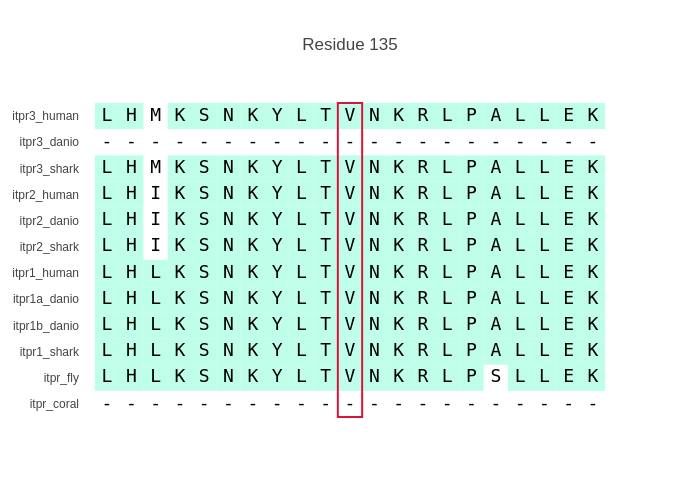 Residue 135
itpr3_human L H M K S N K Y L T V N K R L P A L L E K
itpr3_danio - - - - - - - - - - - - - - - - - - - - -
itpr3_shark L H M K S N K Y L T V N K R L P A L L E K
itpr2_human L H I K S N K Y L T V N K R L P A L L E K
itpr2_danio L H I K S N K Y L T V N K R L P A L L E K
itpr2_shark L H I K S N K Y L T V N K R L P A L L E K
itpr1_human L H L K S N K Y L T V N K R L P A L L E K
itpr1a_danio L H L K S N K Y L T V N K R L P A L L E K
itpr1b_danio L H L K S N K Y L T V N K R L P A L L E K
itpr1_shark L H L K S N K Y L T V N K R L P A L L E K
itpr_fly L H L K S N K Y L T V N K R L P S L L E K
itpr_coral - - - - - - - - - - - - - - - - - - - - -